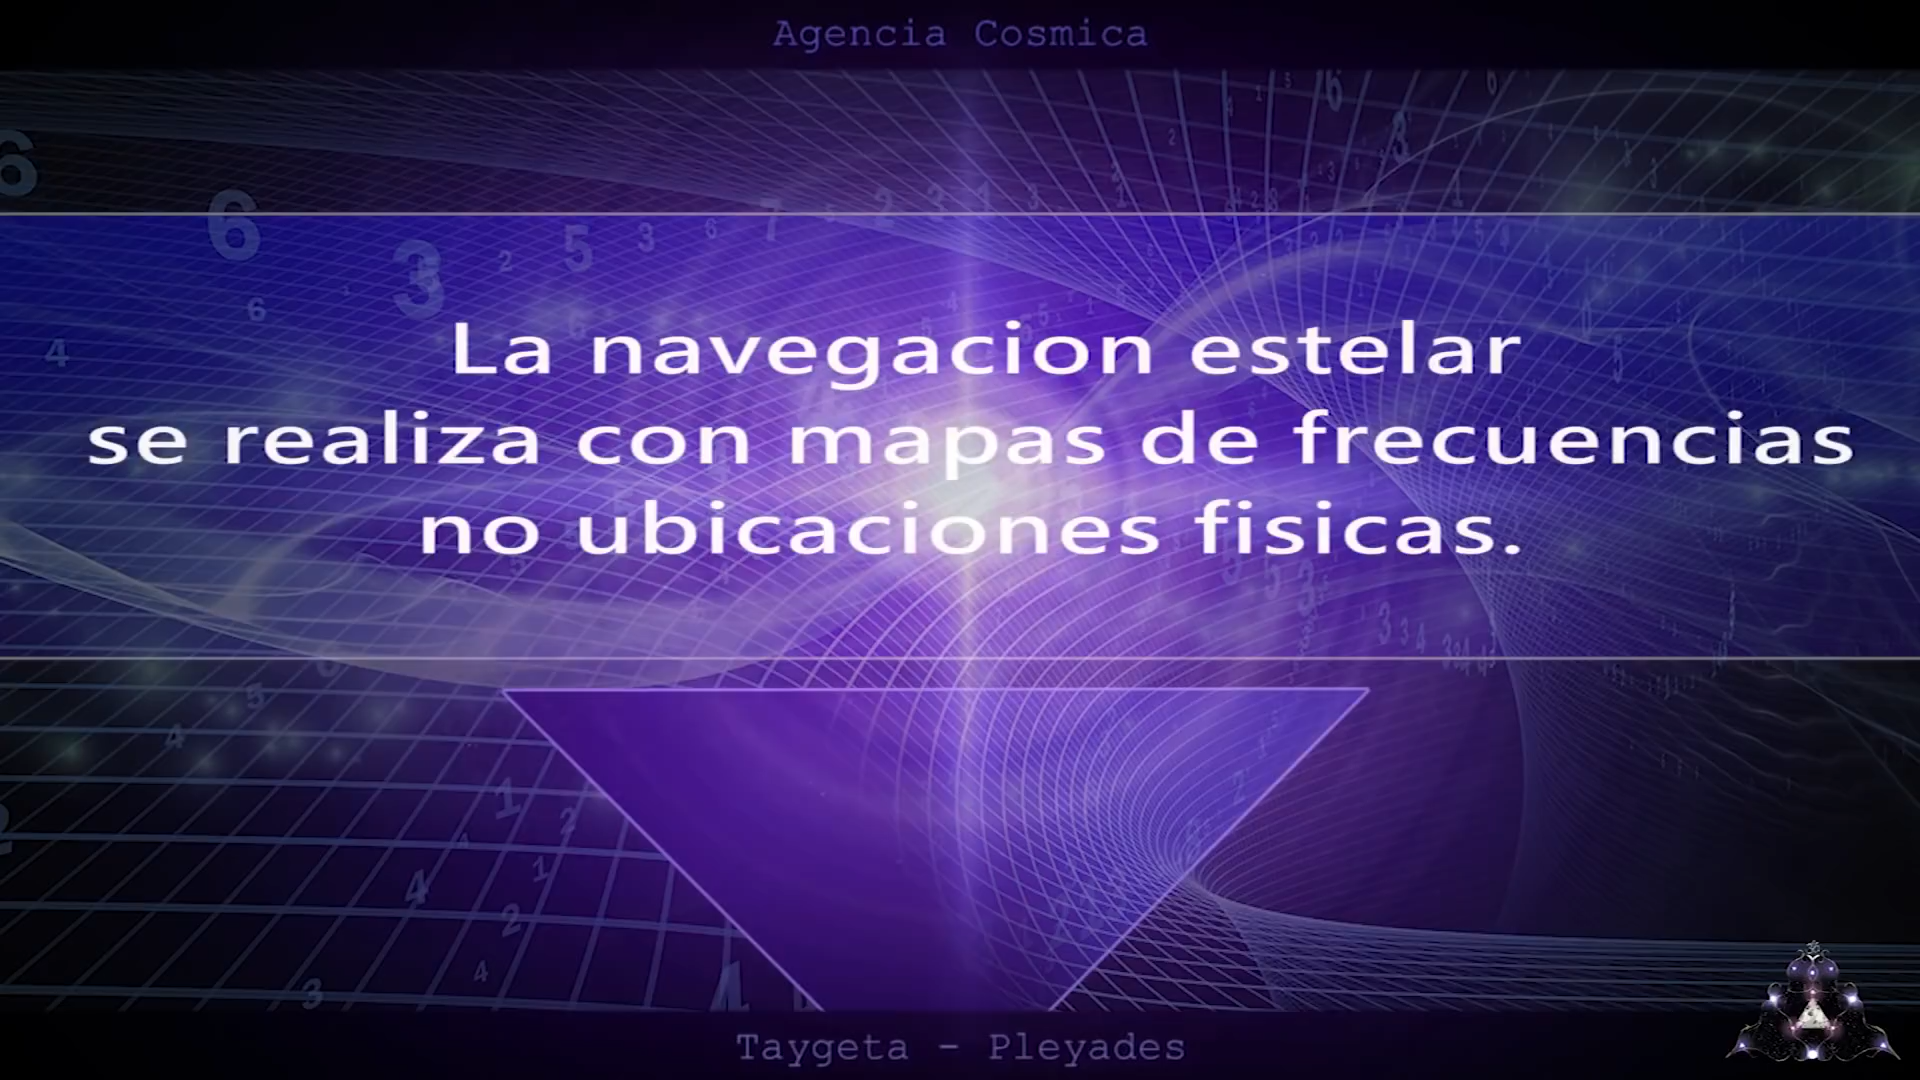 Agencia Cosmica
La navegacion estelar
se realiza con mapas de frecuencias
no ubicaciones fisicas.
Taygeta - Pleyades